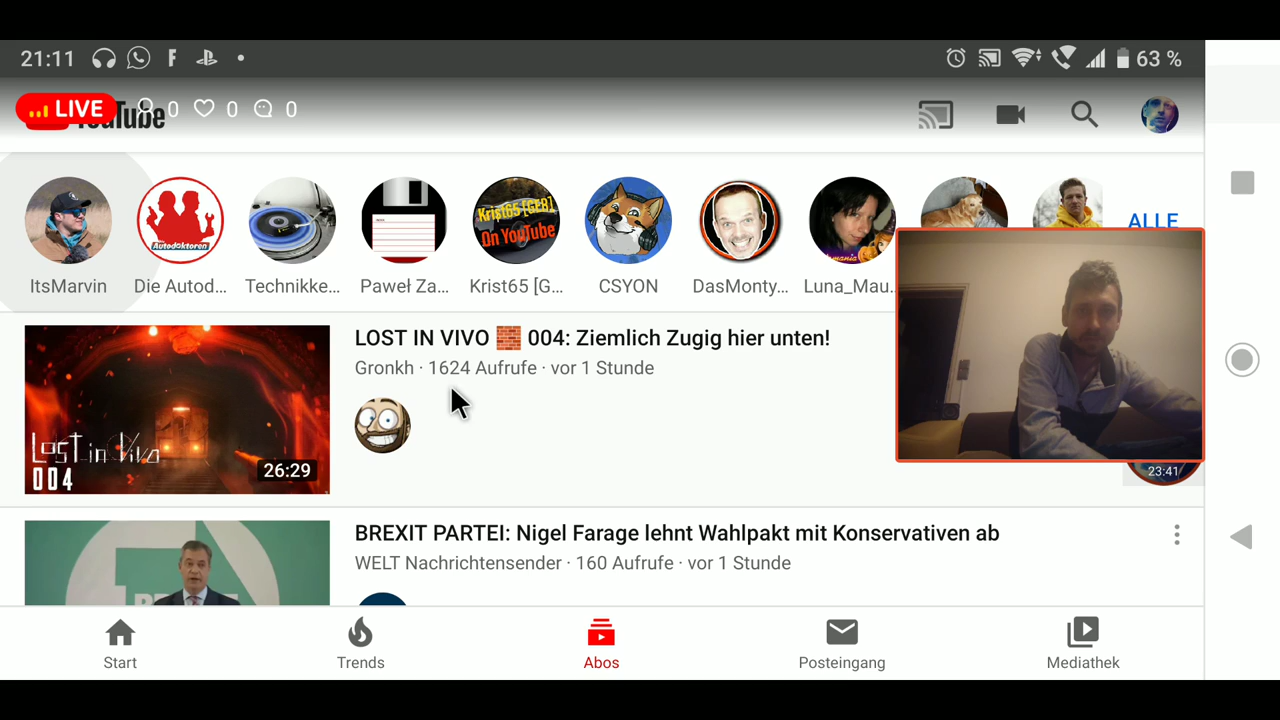 21:11 63 %
LIVE YouTube 0 0 0
Autodoktoren
Krist65 [GER]
On YouTube
ALLE
ItsMarvin Die Autod... Technikke... Paweł Za... Krist65 [G... CSYON DasMonty... Luna_Mau...
LOST IN VIVO 🧱 004: Ziemlich Zugig hier unten!
Gronkh · 1624 Aufrufe · vor 1 Stunde
Lost in Vivo
004
26:29
23:41
BREXIT PARTEI: Nigel Farage lehnt Wahlpakt mit Konservativen ab
WELT Nachrichtensender · 160 Aufrufe · vor 1 Stunde
Start Trends Abos Posteingang Mediathek